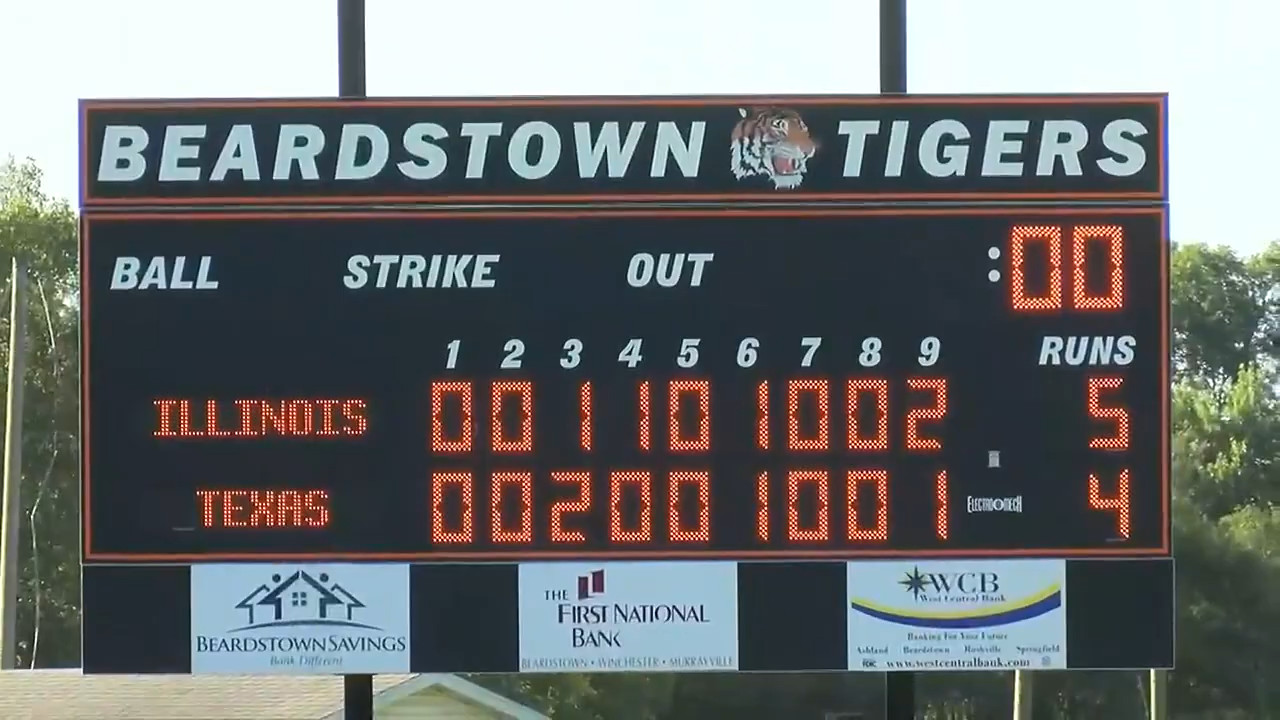 BEARDSTOWN TIGERS
BALL STRIKE OUT :00
1 2 3 4 5 6 7 8 9 RUNS
ILLINOIS 0 0 1 1 0 1 0 0 2 5
TEXAS 0 0 2 0 0 1 0 0 1 4
ELECTRO-MECH
BEARDSTOWN SAVINGS
Bank Different
THE
FIRST NATIONAL
BANK
BEARDSTOWN • WINCHESTER • MURRAYVILLE
WCB
West Central Bank
Banking For Your Future
Ashland Beardstown Rushville Springfield
FDIC www.westcentralbank.com